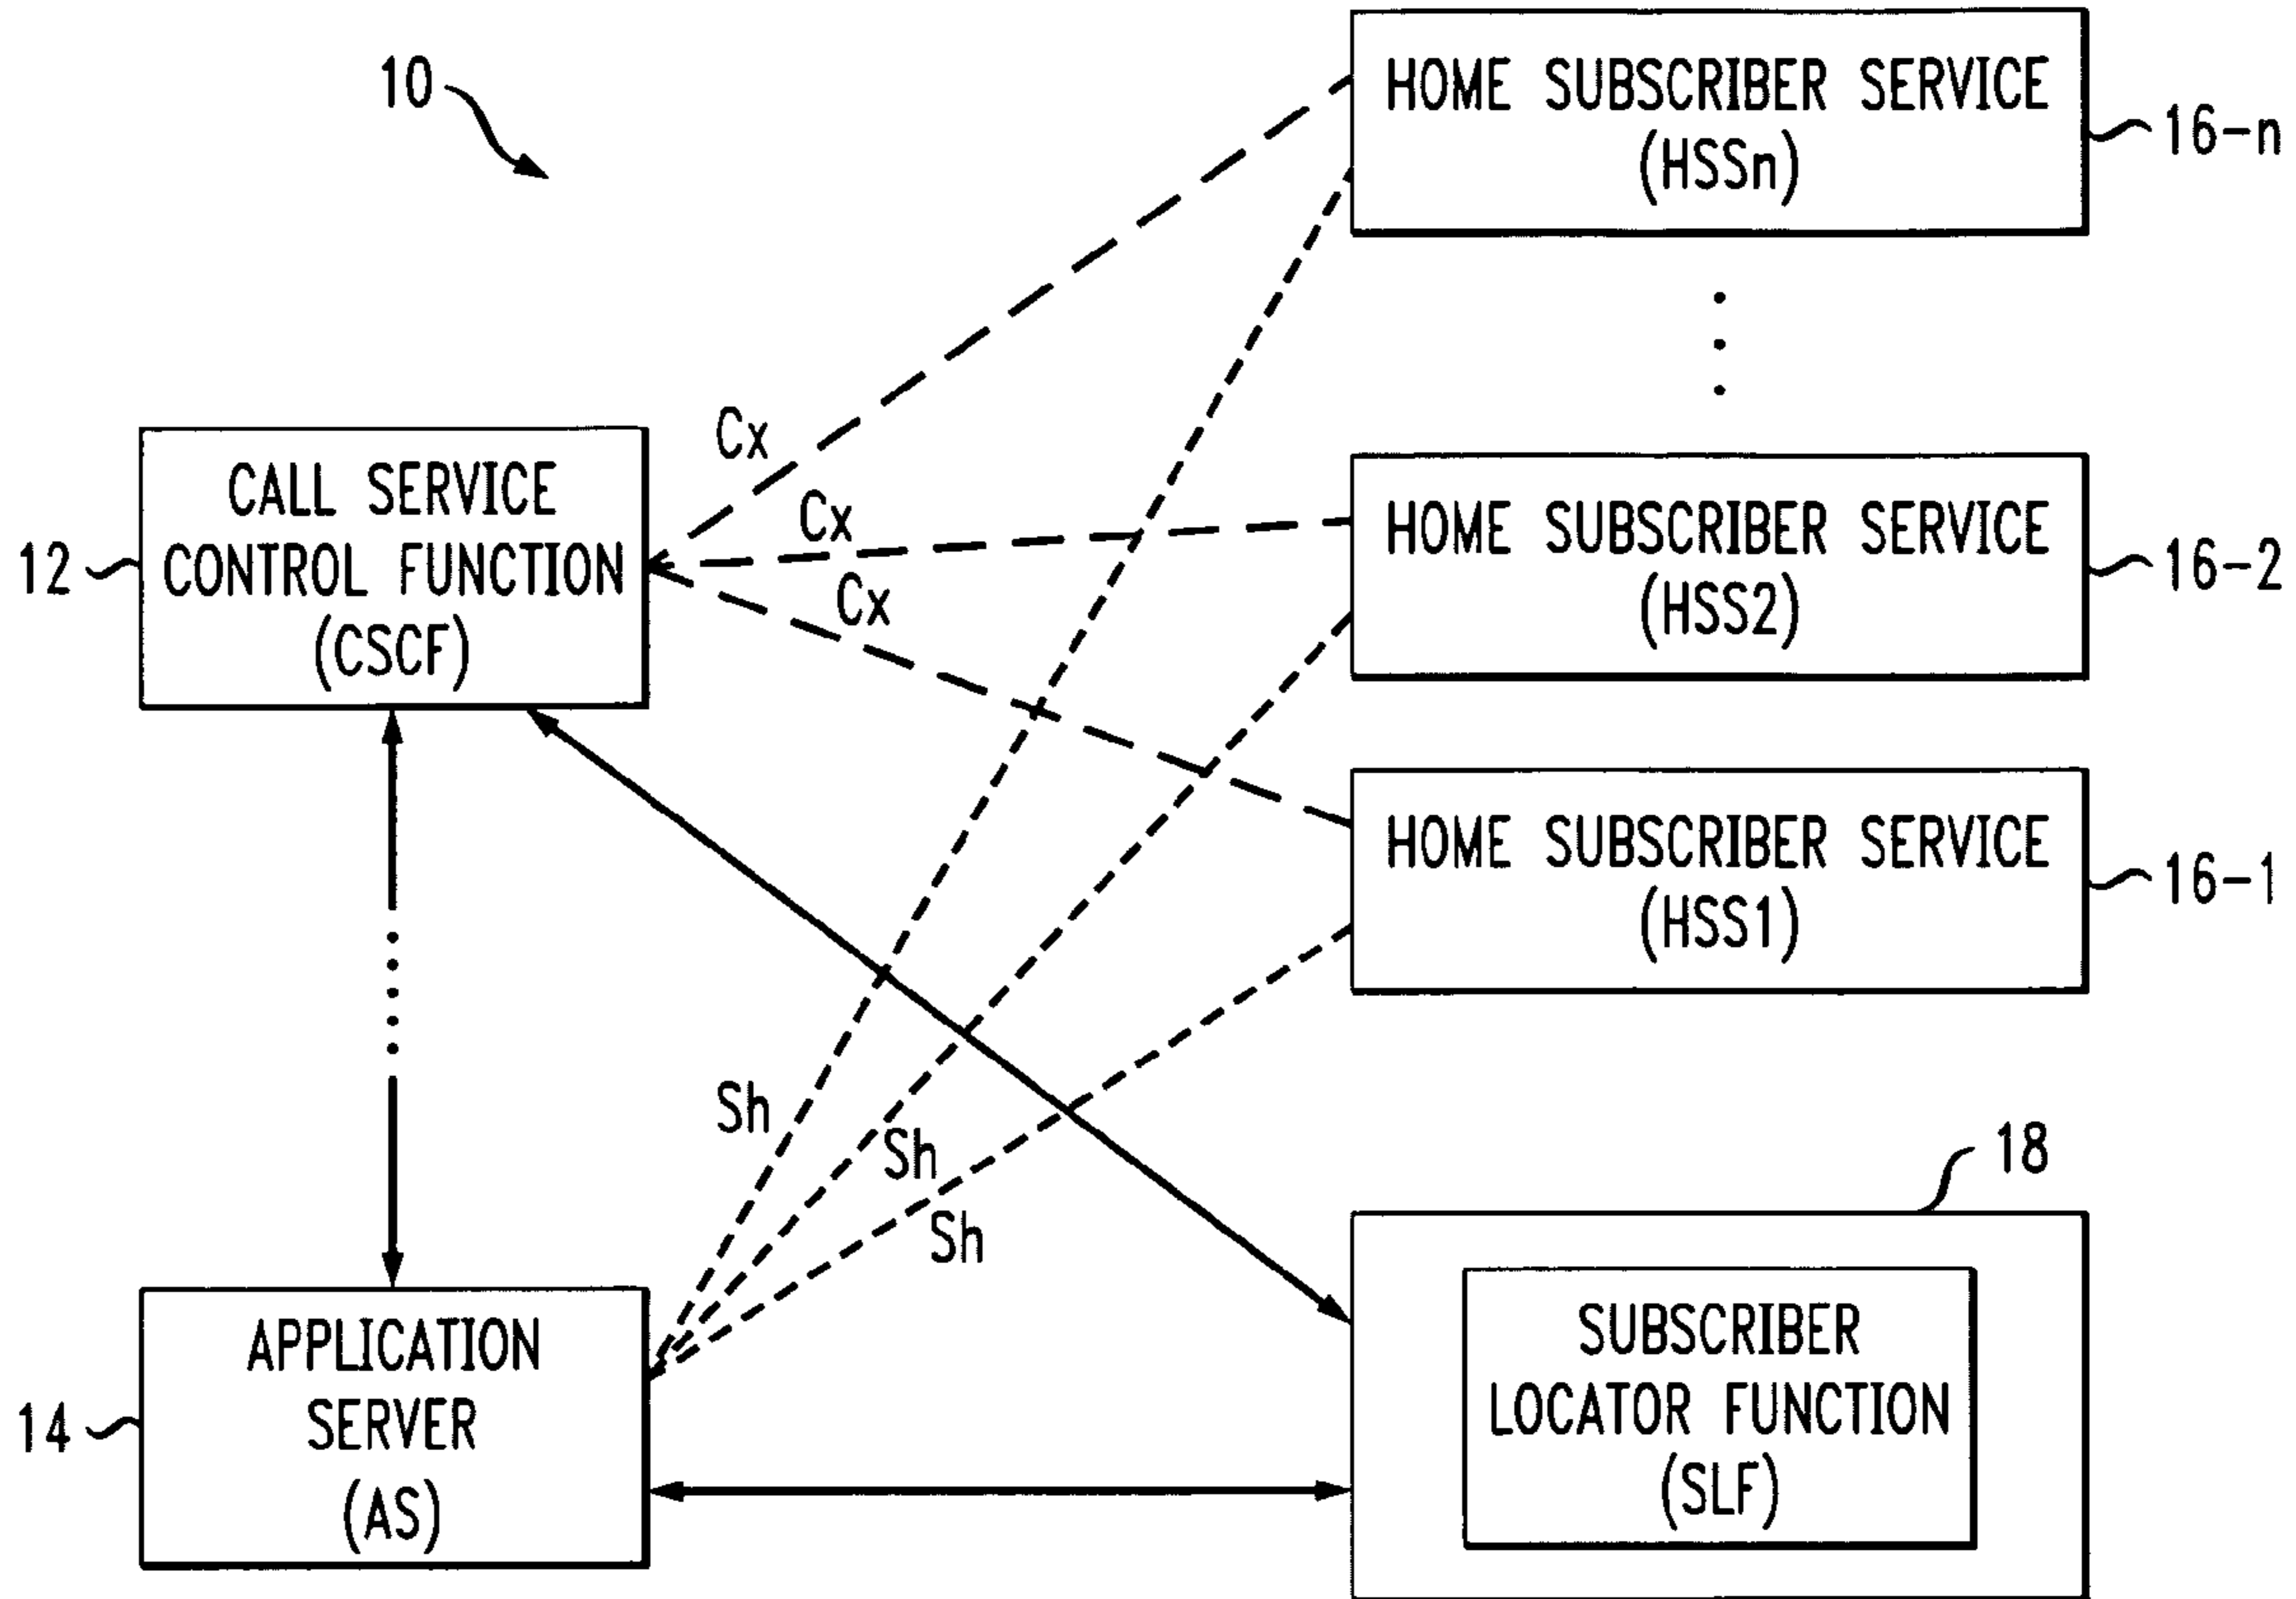 10
HOME SUBSCRIBER SERVICE
(HSSn)
16-n
Cx
CALL SERVICE
CONTROL FUNCTION
(CSCF)
12
Cx
Cx
HOME SUBSCRIBER SERVICE
(HSS2)
16-2
HOME SUBSCRIBER SERVICE
(HSS1)
16-1
Sh
Sh
Sh
18
APPLICATION
SERVER
(AS)
14
SUBSCRIBER
LOCATOR FUNCTION
(SLF)